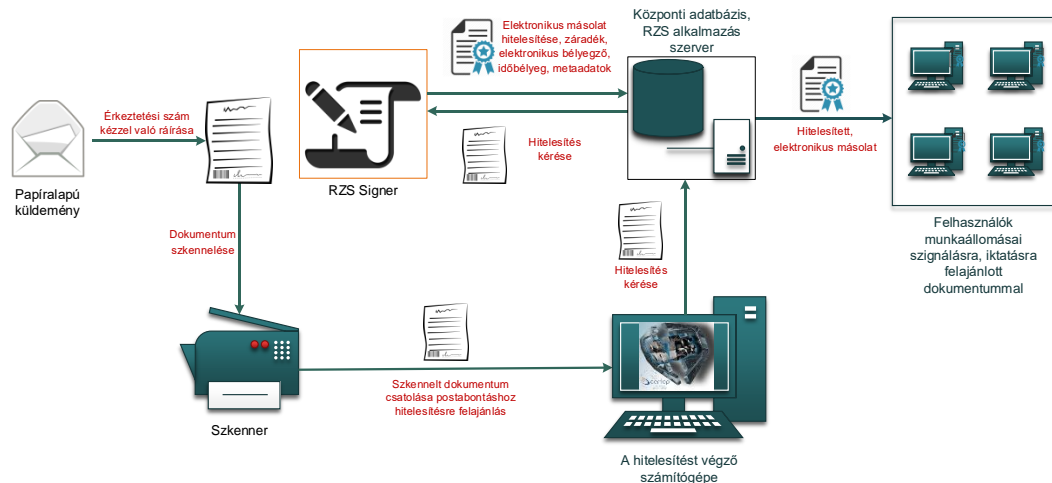 Elektronikus másolat
hitelesítése, záradék,
elektronikus bélyegző,
időbélyeg, metaadatok
Központi adatbázis,
RZS alkalmazás
szerver
Érkeztetési szám
kézzel való ráírása
Papíralapú
küldemény
RZS Signer
Hitelesítés
kérése
Hitelesített,
elektronikus másolat
Dokumentum
szkennelése
Hitelesítés
kérése
Felhasználók
munkaállomásai
szignálásra, iktatásra
felajánlott
dokumentummal
Szkennelt dokumentum
csatolása postabontáshoz
hitelesítésre felajánlás
Szkenner
A hitelesítést végző
számítógépe